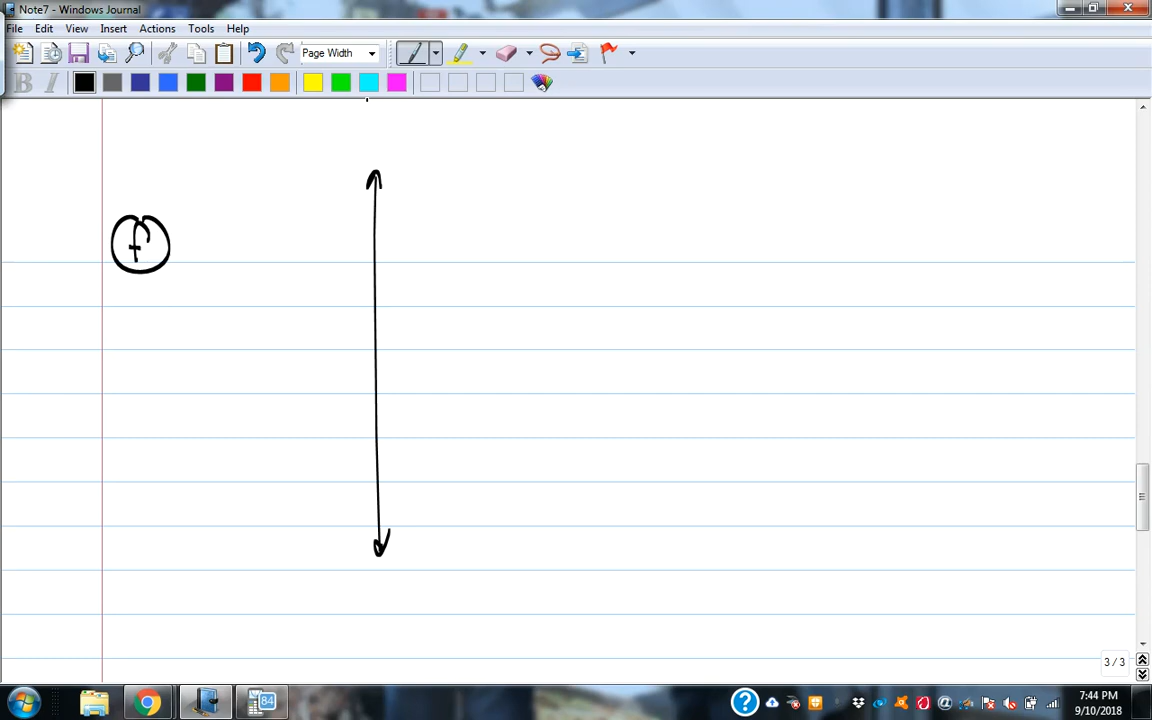 Note7 - Windows Journal
File Edit View Insert Actions Tools Help
Page Width
B I
f
3 / 3
84
7:44 PM
9/10/2018